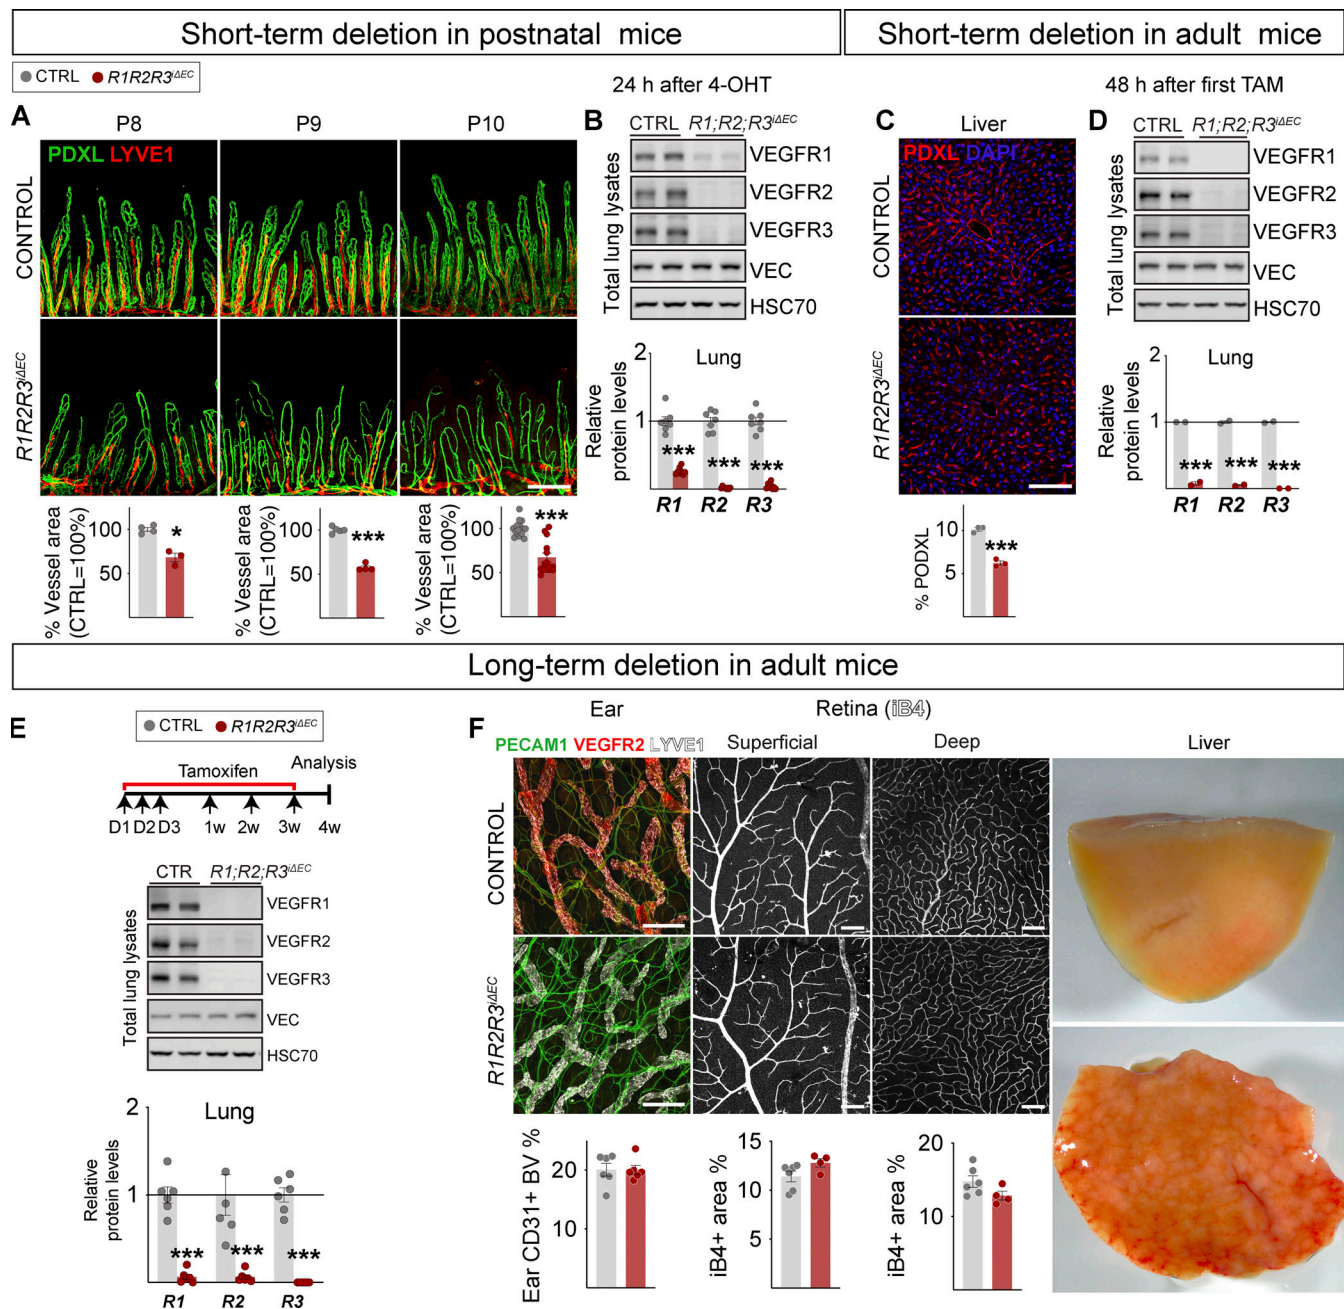 Short-term deletion in postnatal mice
Short-term deletion in adult mice
CTRL R1R2R3iΔEC
24 h after 4-OHT
48 h after first TAM
A
P8
P9
P10
PDXL LYVE1
CONTROL
R1R2R3iΔEC
% Vessel area
(CTRL=100%)
100
50
*
% Vessel area
(CTRL=100%)
100
50
***
% Vessel area
(CTRL=100%)
100
50
***
B
CTRL R1;R2;R3iΔEC
Total lung lysates
VEGFR1
VEGFR2
VEGFR3
VEC
HSC70
Lung
Relative
protein levels
2
1
***
***
***
R1 R2 R3
C
Liver
PDXL DAPI
CONTROL
R1R2R3iΔEC
% PODXL
10
5
***
D
CTRL R1;R2;R3iΔEC
Total lung lysates
VEGFR1
VEGFR2
VEGFR3
VEC
HSC70
Lung
Relative
protein levels
2
1
***
***
***
R1 R2 R3
Long-term deletion in adult mice
E
CTRL R1R2R3iΔEC
Tamoxifen
Analysis
D1 D2 D3 1w 2w 3w 4w
CTR R1;R2;R3iΔEC
Total lung lysates
VEGFR1
VEGFR2
VEGFR3
VEC
HSC70
Lung
Relative
protein levels
2
1
***
***
***
R1 R2 R3
F
Ear
Retina (iB4)
PECAM1 VEGFR2 LYVE1
Superficial
Deep
Liver
CONTROL
R1R2R3iΔEC
Ear CD31+ BV %
20
10
iB4+ area %
15
10
5
0
iB4+ area %
20
10